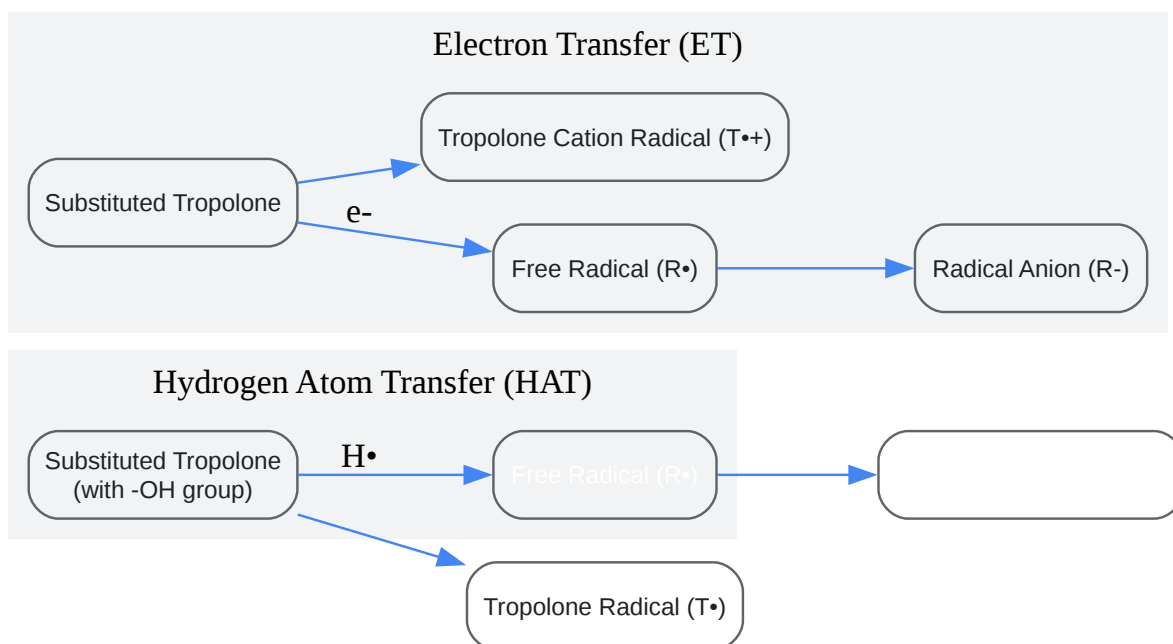 Electron Transfer (ET)
Tropolone Cation Radical (T•+)
Substituted Tropolone
e-
Free Radical (R•)
Radical Anion (R-)
Hydrogen Atom Transfer (HAT)
Substituted Tropolone
(with -OH group)
H•
Free Radical (R•)
Tropolone Radical (T•)